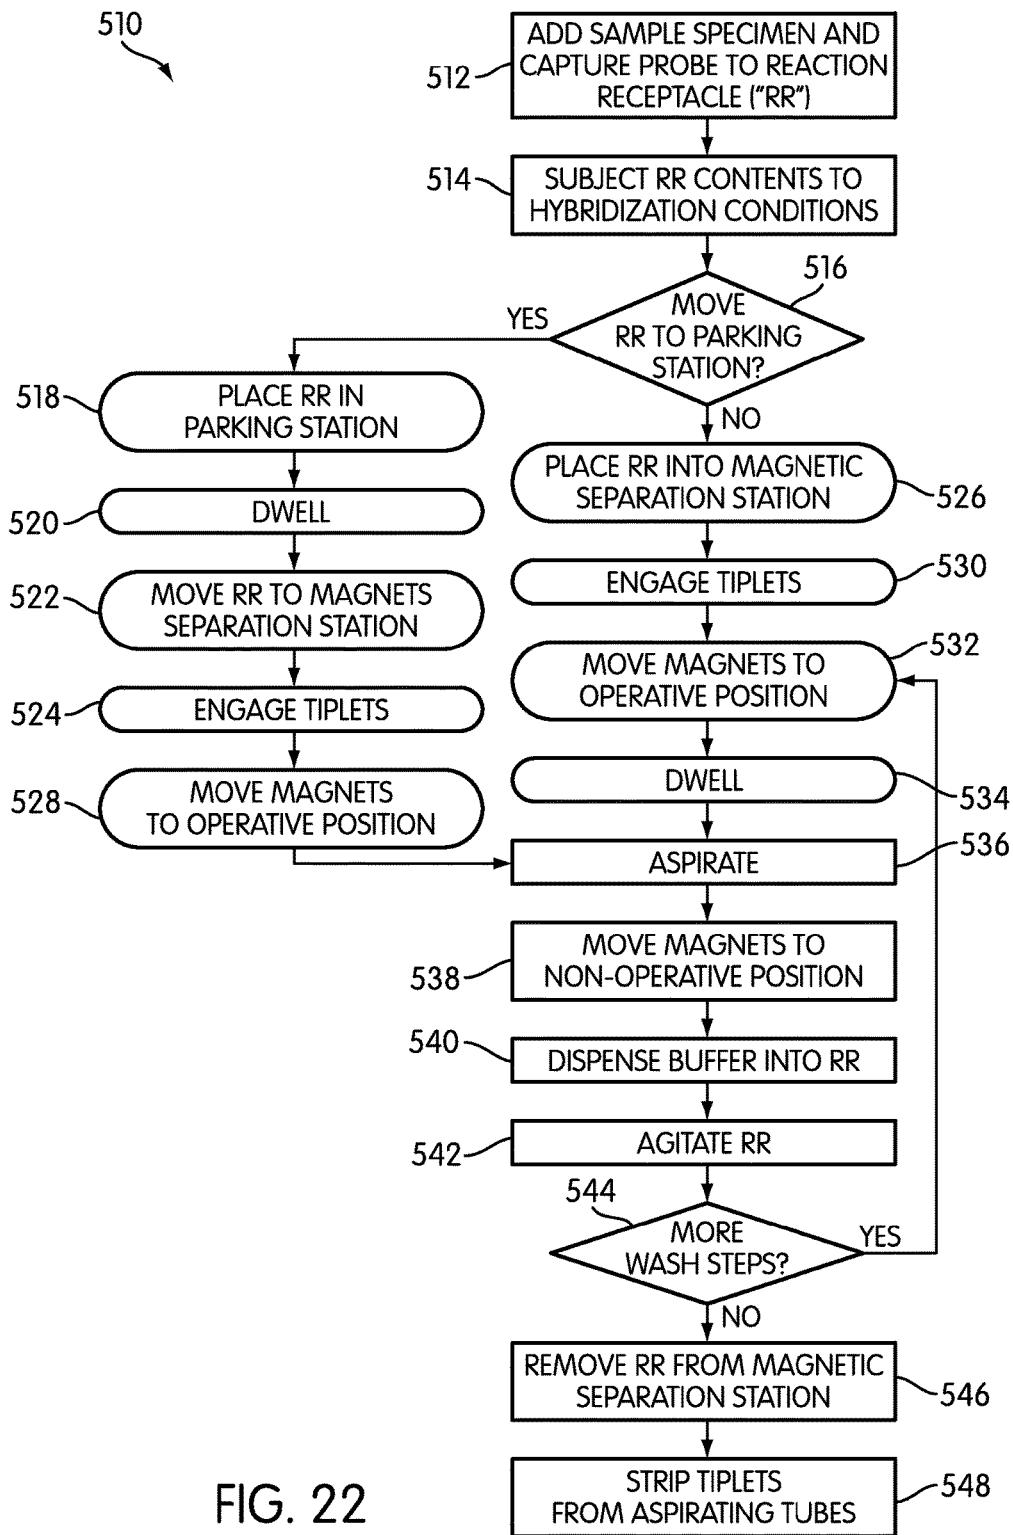 510
ADD SAMPLE SPECIMEN AND
CAPTURE PROBE TO REACTION
RECEPTACLE ("RR")
512
SUBJECT RR CONTENTS TO
HYBRIDIZATION CONDITIONS
514
516
MOVE
RR TO PARKING
STATION?
YES
NO
518
PLACE RR IN
PARKING STATION
520
DWELL
522
MOVE RR TO MAGNETS
SEPARATION STATION
524
ENGAGE TIPLETS
528
MOVE MAGNETS
TO OPERATIVE POSITION
PLACE RR INTO MAGNETIC
SEPARATION STATION
526
ENGAGE TIPLETS
530
MOVE MAGNETS TO
OPERATIVE POSITION
532
DWELL
534
ASPIRATE
536
MOVE MAGNETS TO
NON-OPERATIVE POSITION
538
540
DISPENSE BUFFER INTO RR
542
AGITATE RR
544
MORE
WASH STEPS?
YES
NO
REMOVE RR FROM MAGNETIC
SEPARATION STATION
546
STRIP TIPLETS
FROM ASPIRATING TUBES
548
FIG. 22